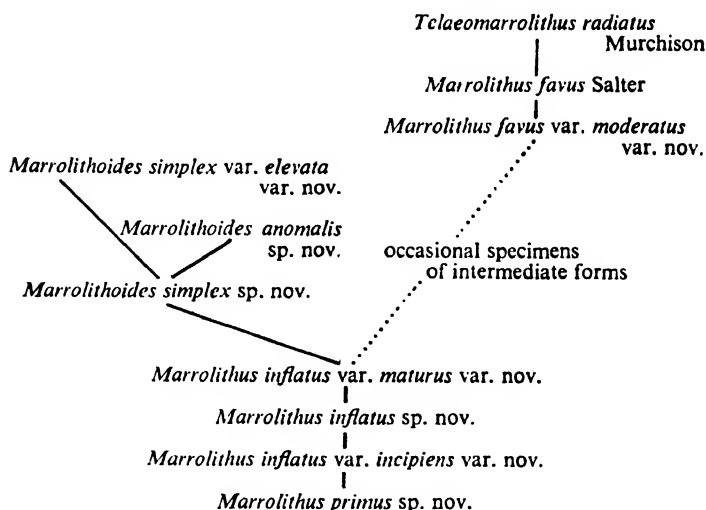 Tclaeomarrolithus radiatus
Murchison
Marrolithus favus Salter
Marrolithus favus var. moderatus
var. nov.
Marrolithoides simplex var. elevata
var. nov.
Marrolithoides anomalis
sp. nov.
occasional specimens
of intermediate forms
Marrolithoides simplex sp. nov.
Marrolithus inflatus var. maturus var. nov.
Marrolithus inflatus sp. nov.
Marrolithus inflatus var. incipiens var. nov.
Marrolithus primus sp. nov.